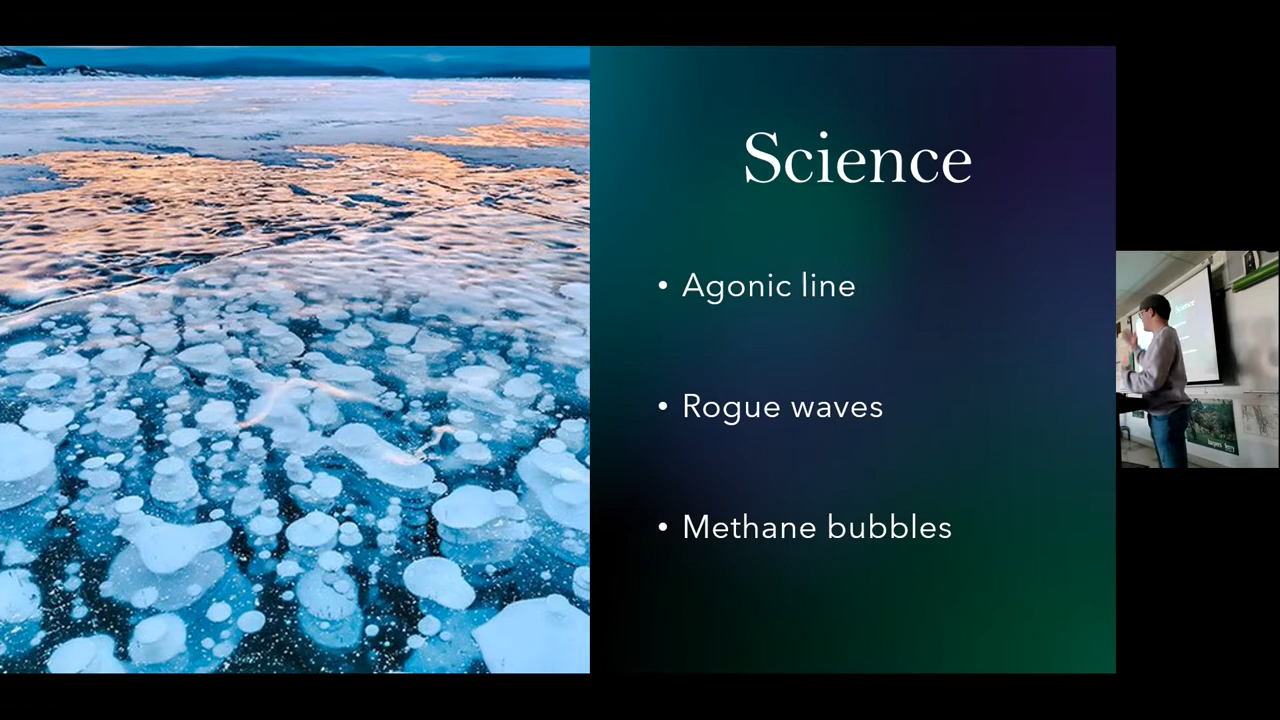 Science
• Agonic line
• Rogue waves
• Methane bubbles